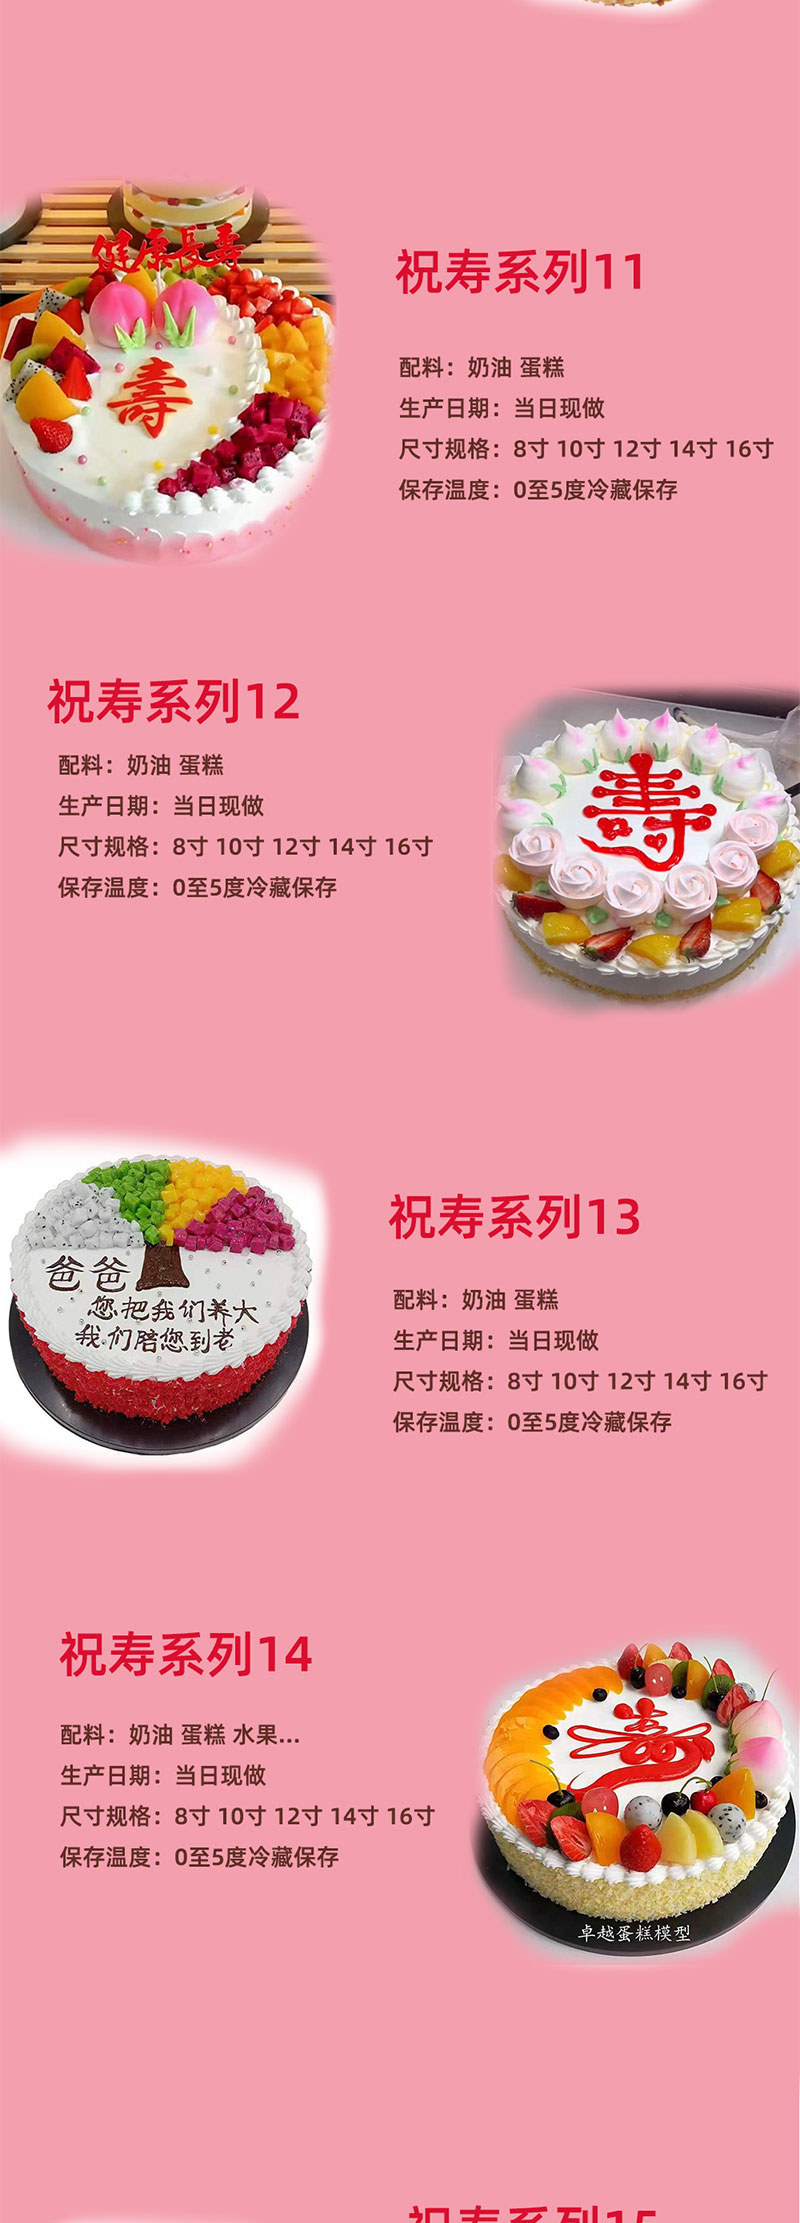 健康長寿
寿
祝寿系列11
配料：奶油 蛋糕
生产日期：当日现做
尺寸规格：8寸 10寸 12寸 14寸 16寸
保存温度：0至5度冷藏保存
祝寿系列12
配料：奶油 蛋糕
生产日期：当日现做
尺寸规格：8寸 10寸 12寸 14寸 16寸
保存温度：0至5度冷藏保存
壽
祝寿系列13
爸爸
您把我们养大
我们陪您到老
配料：奶油 蛋糕
生产日期：当日现做
尺寸规格：8寸 10寸 12寸 14寸 16寸
保存温度：0至5度冷藏保存
祝寿系列14
配料：奶油 蛋糕 水果...
生产日期：当日现做
尺寸规格：8寸 10寸 12寸 14寸 16寸
保存温度：0至5度冷藏保存
寿
卓越蛋糕模型
祝寿系列15